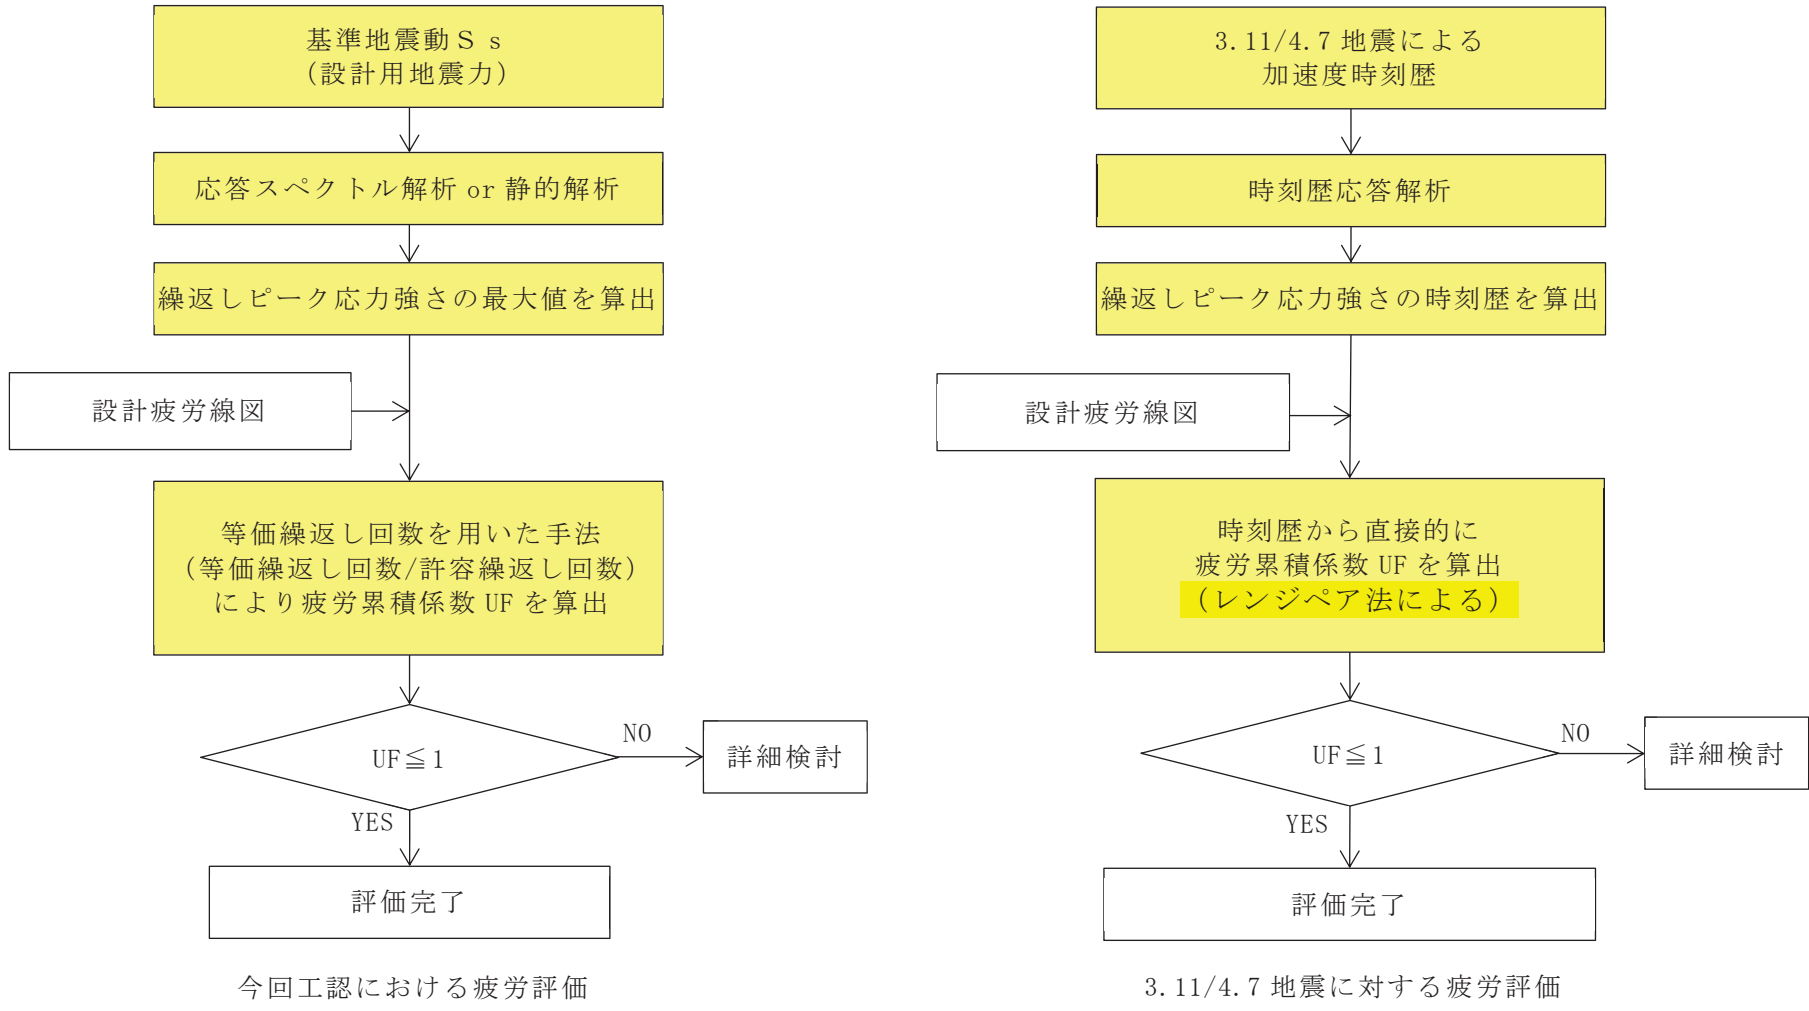 基準地震動Ｓｓ
（設計用地震力）
応答スペクトル解析 or 静的解析
繰返しピーク応力強さの最大値を算出
設計疲労線図
等価繰返し回数を用いた手法
（等価繰返し回数/許容繰返し回数）
により疲労累積係数 UF を算出
UF≦1
NO
詳細検討
YES
評価完了
今回工認における疲労評価
3.11/4.7 地震による
加速度時刻歴
時刻歴応答解析
繰返しピーク応力強さの時刻歴を算出
設計疲労線図
時刻歴から直接的に
疲労累積係数 UF を算出
（レンジペア法による）
UF≦1
NO
詳細検討
YES
評価完了
3.11/4.7 地震に対する疲労評価